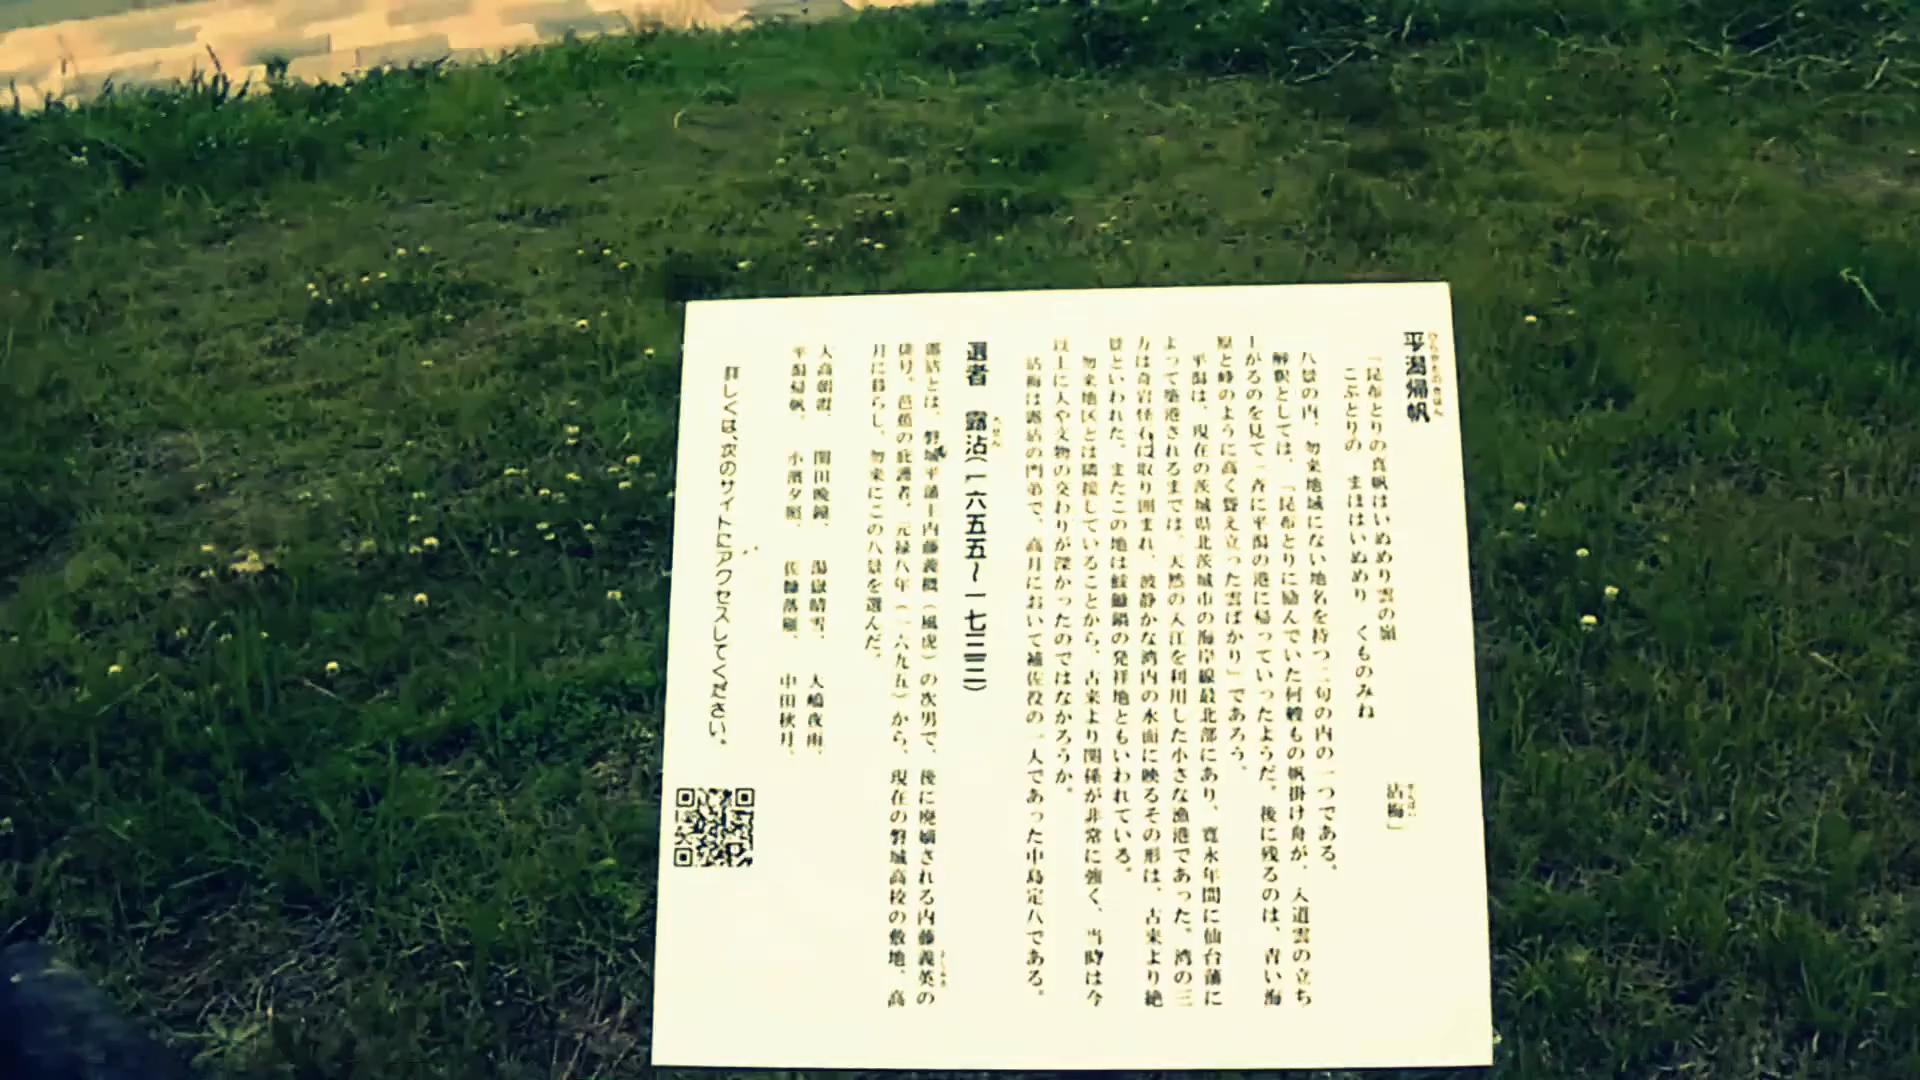 平潟帰帆
「昆布とりの真帆はいぬめり雲の嶺 沾梅」
こぶとりの まほはいぬめり くものみね
八景の内、勿来地域にない地名を持つ二句の内の一つである。
解釈としては、「昆布とりに励んでいた何艘もの帆掛け舟が、入道雲の立ち
上がるのを見て一斉に平潟の港に帰っていったようだ。後に残るのは、青い海
原と峰のように高く聳え立った雲ばかり」であろう。
平潟は、現在の茨城県北茨城市の海岸線最北部にあり、寛永年間に仙台藩に
よって築港されるまでは、天然の入江を利用した小さな漁港であった。湾の三
方は奇岩怪石に取り囲まれ、波静かな湾内の水面に映るその形は、古来より絶
景といわれた。またこの地は鮟鱇鍋の発祥地ともいわれている。
勿来地区とは隣接していることから、古来より関係が非常に強く、当時は今
以上に人や文物の交わりが深かったのではなかろうか。
沾梅は露沾の門弟で、高月において補佐役の一人であった中島定八である。
選者 露沾(一六五五〜一七三三)
露沾とは、磐城平藩主内藤義概(風虎)の次男で、後に廃嫡される内藤義英の
俳号。芭蕉の庇護者。元禄八年(一六九五)から、現在の磐城高校の敷地、高
月に暮らし、勿来にこの八景を選んだ。
大高朝霞、 関田晩鐘、 湯嶽晴雪、 大嶋夜雨、
平潟帰帆、 小濱夕照、 佐糠落雁、 中田秋月、
詳しくは、次のサイトにアクセスしてください。